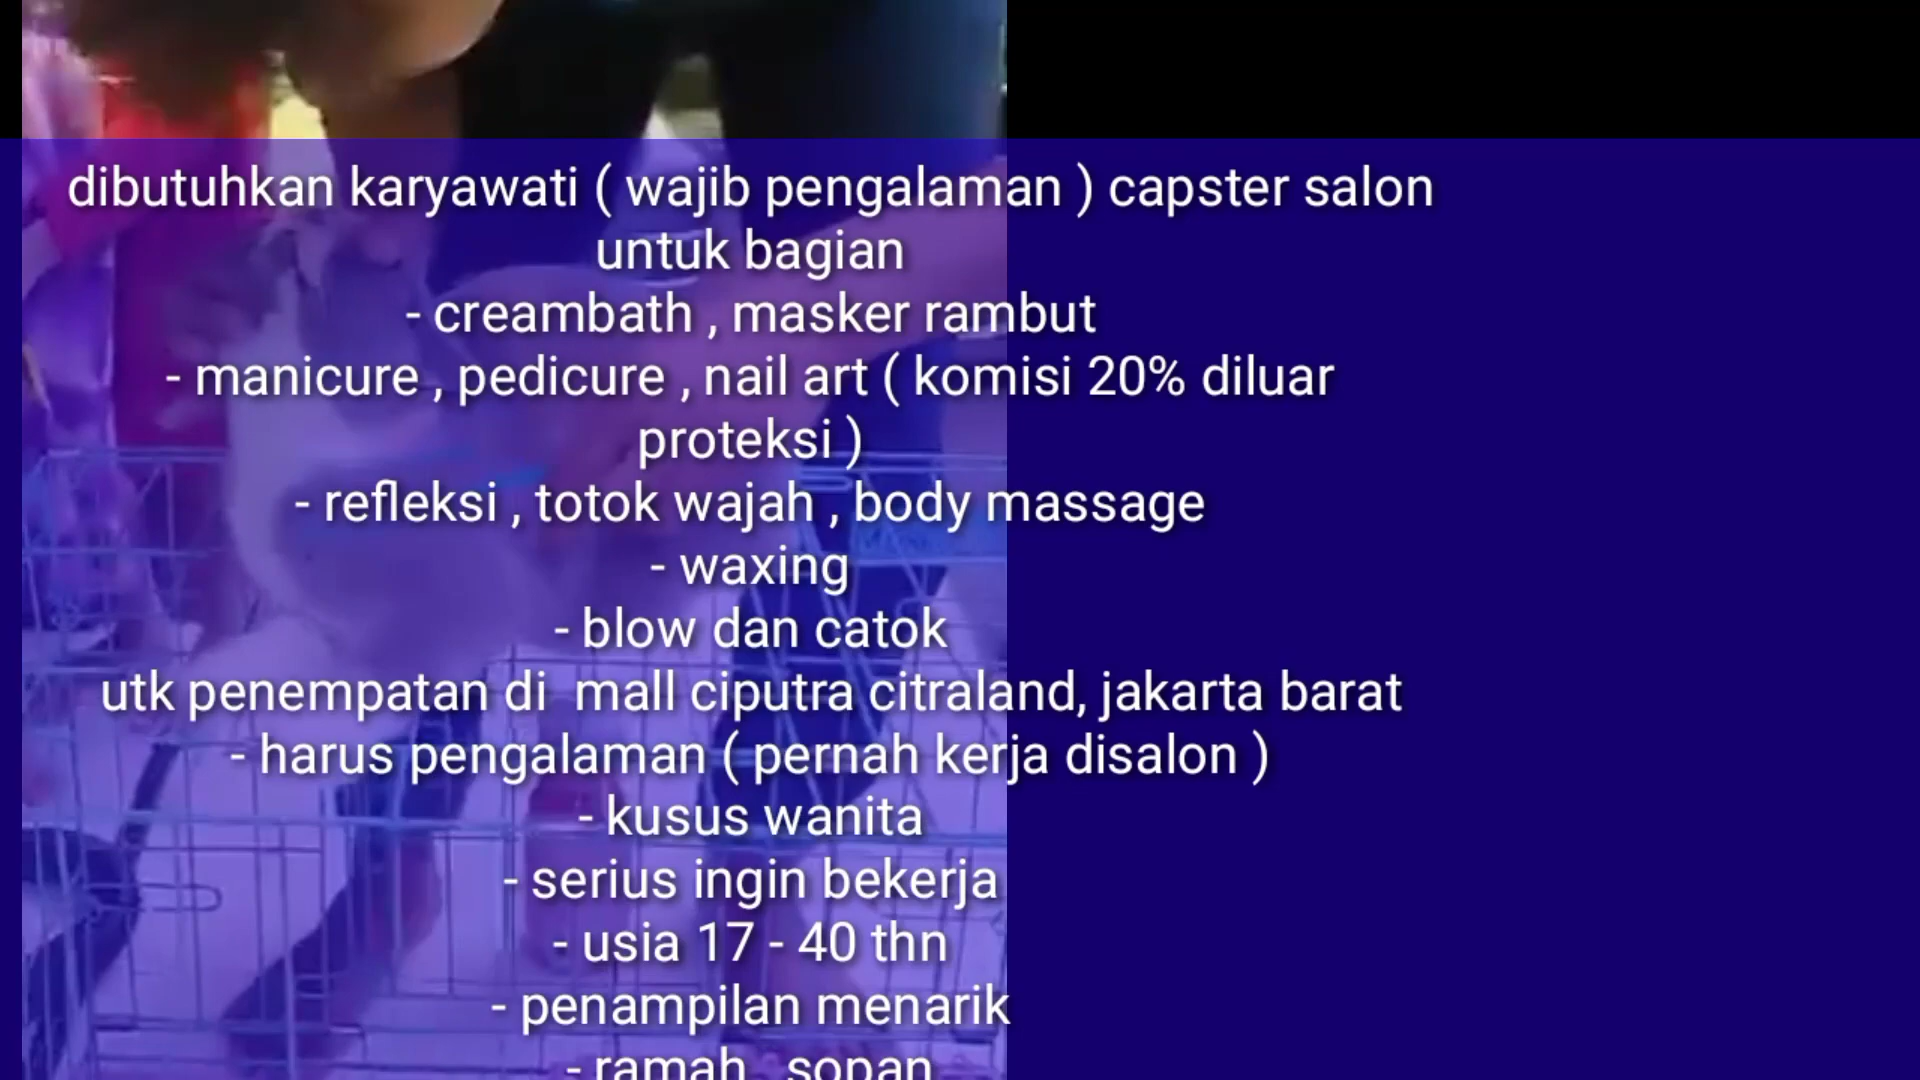 dibutuhkan karyawati ( wajib pengalaman ) capster salon
untuk bagian
- creambath , masker rambut
- manicure , pedicure , nail art ( komisi 20% diluar
proteksi )
- refleksi , totok wajah , body massage
- waxing
- blow dan catok
utk penempatan di  mall ciputra citraland, jakarta barat
- harus pengalaman ( pernah kerja disalon )
- kusus wanita
- serius ingin bekerja
- usia 17 - 40 thn
- penampilan menarik
- ramah , sopan